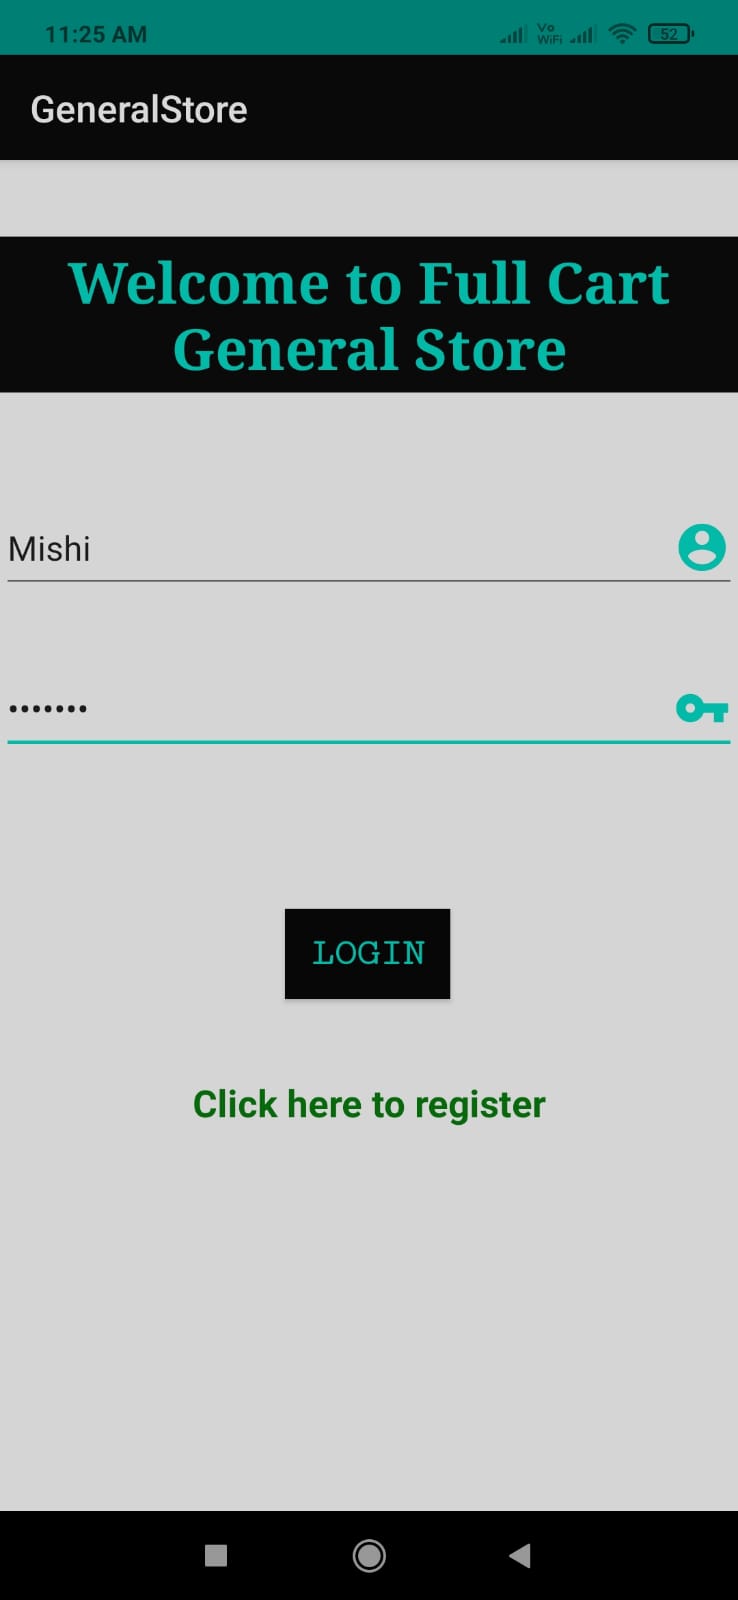 11:25 AM
Vo
WiFi
52
GeneralStore
Welcome to Full Cart
General Store
Mishi
•••••••
LOGIN
Click here to register